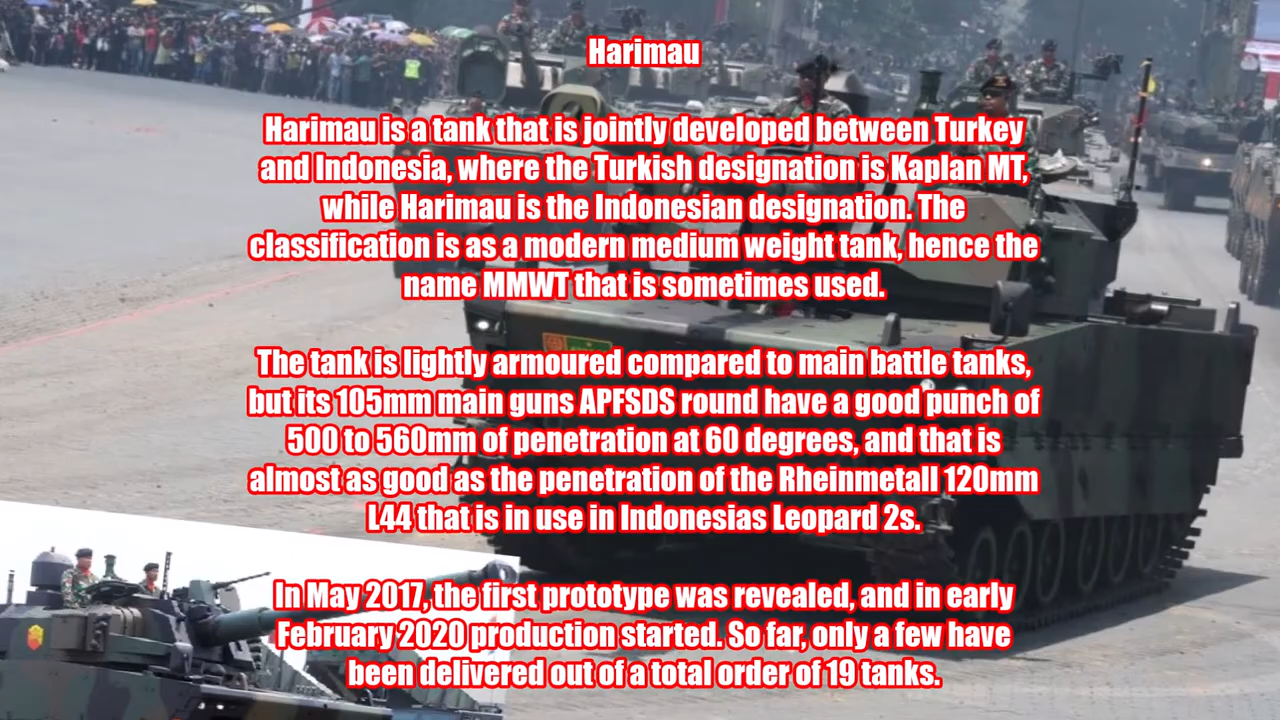 Harimau
Harimau is a tank that is jointly developed between Turkey
and Indonesia, where the Turkish designation is Kaplan MT,
while Harimau is the Indonesian designation. The
classification is as a modern medium weight tank, hence the
name MMWT that is sometimes used.
The tank is lightly armoured compared to main battle tanks,
but its 105mm main guns APFSDS round have a good punch of
500 to 560mm of penetration at 60 degrees, and that is
almost as good as the penetration of the Rheinmetall 120mm
L44 that is in use in Indonesias Leopard 2s.
In May 2017, the first prototype was revealed, and in early
February 2020 production started. So far, only a few have
been delivered out of a total order of 19 tanks.